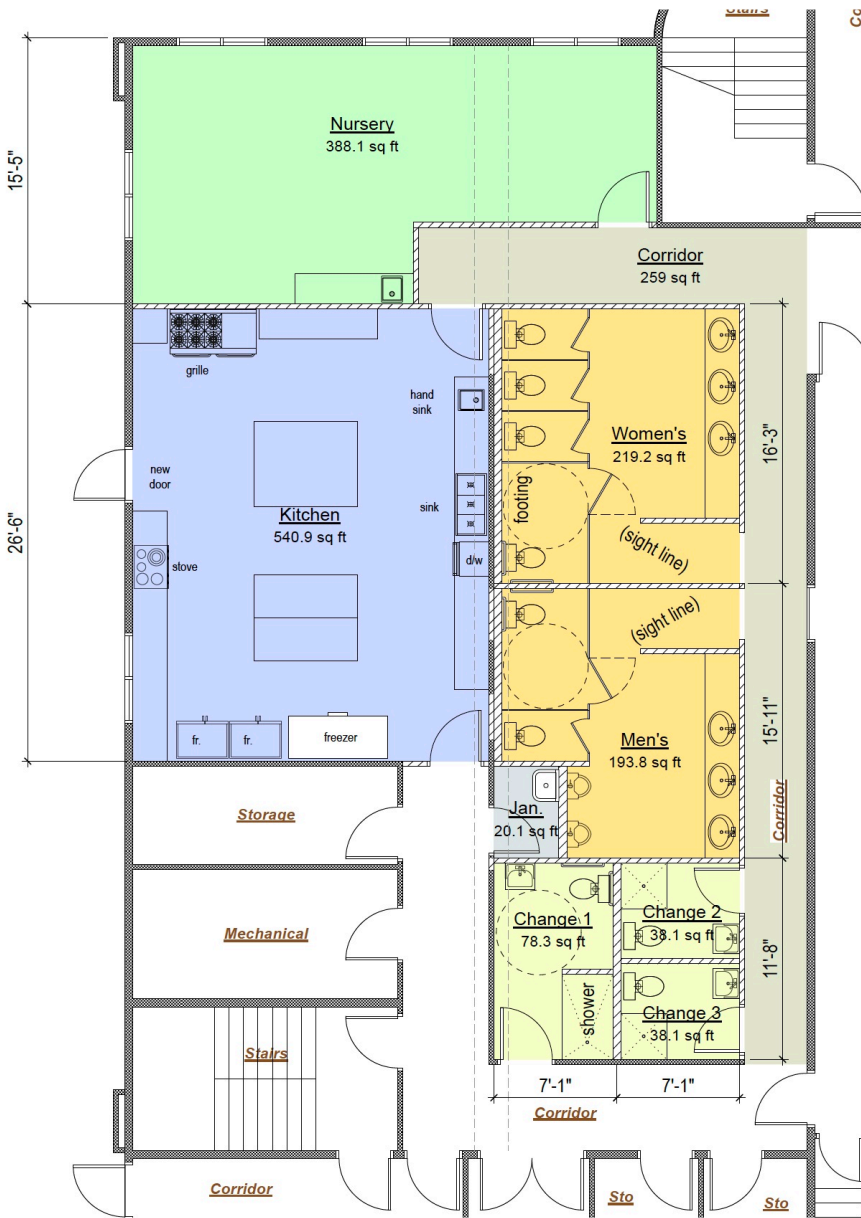 Stairs
Co
Nursery
388.1 sq ft
15'-5"
Corridor
259 sq ft
grille
hand
sink
Women's
219.2 sq ft
16'-3"
new
door
footing
Kitchen
540.9 sq ft
sink
(sight line)
26'-6"
stove
d/w
(sight line)
15'-11"
Men's
193.8 sq ft
fr.
fr.
freezer
Storage
Jan.
20.1 sq ft
Corridor
Change 1
78.3 sq ft
Change 2
38.1 sq ft
Mechanical
11'-8"
shower
Change 3
38.1 sq ft
Stairs
7'-1"
7'-1"
Corridor
Corridor
Sto
Sto